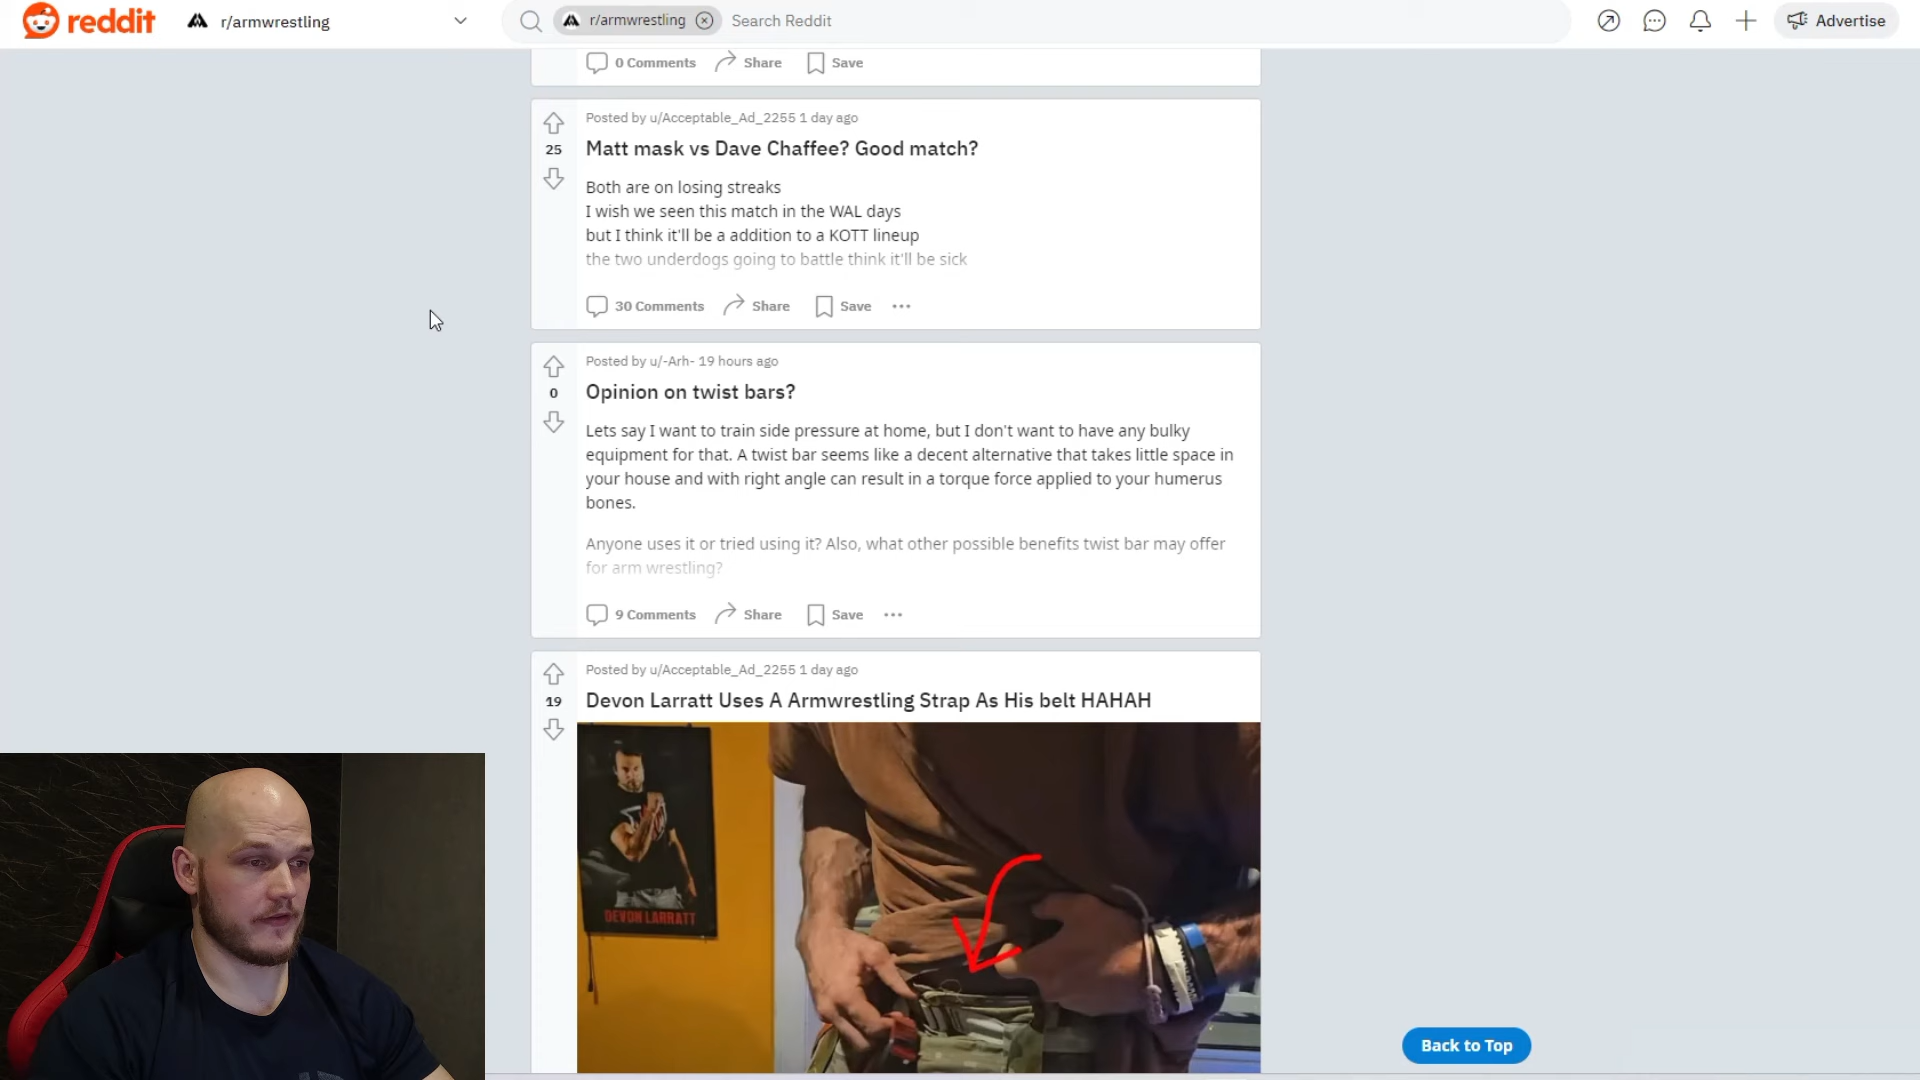 reddit
r/armwrestling
r/armwrestling
Search Reddit
Advertise
0 Comments
Share
Save
Posted by u/Acceptable_Ad_2255 1 day ago
25
Matt mask vs Dave Chaffee? Good match?
Both are on losing streaks
I wish we seen this match in the WAL days
but I think it'll be a addition to a KOTT lineup
the two underdogs going to battle think it'll be sick
30 Comments
Share
Save
Posted by u/-Arh- 19 hours ago
0
Opinion on twist bars?
Lets say I want to train side pressure at home, but I don't want to have any bulky
equipment for that. A twist bar seems like a decent alternative that takes little space in
your house and with right angle can result in a torque force applied to your humerus
bones.
Anyone uses it or tried using it? Also, what other possible benefits twist bar may offer
for arm wrestling?
9 Comments
Share
Save
Posted by u/Acceptable_Ad_2255 1 day ago
19
Devon Larratt Uses A Armwrestling Strap As His belt HAHAH
DEVON LARRATT
Back to Top